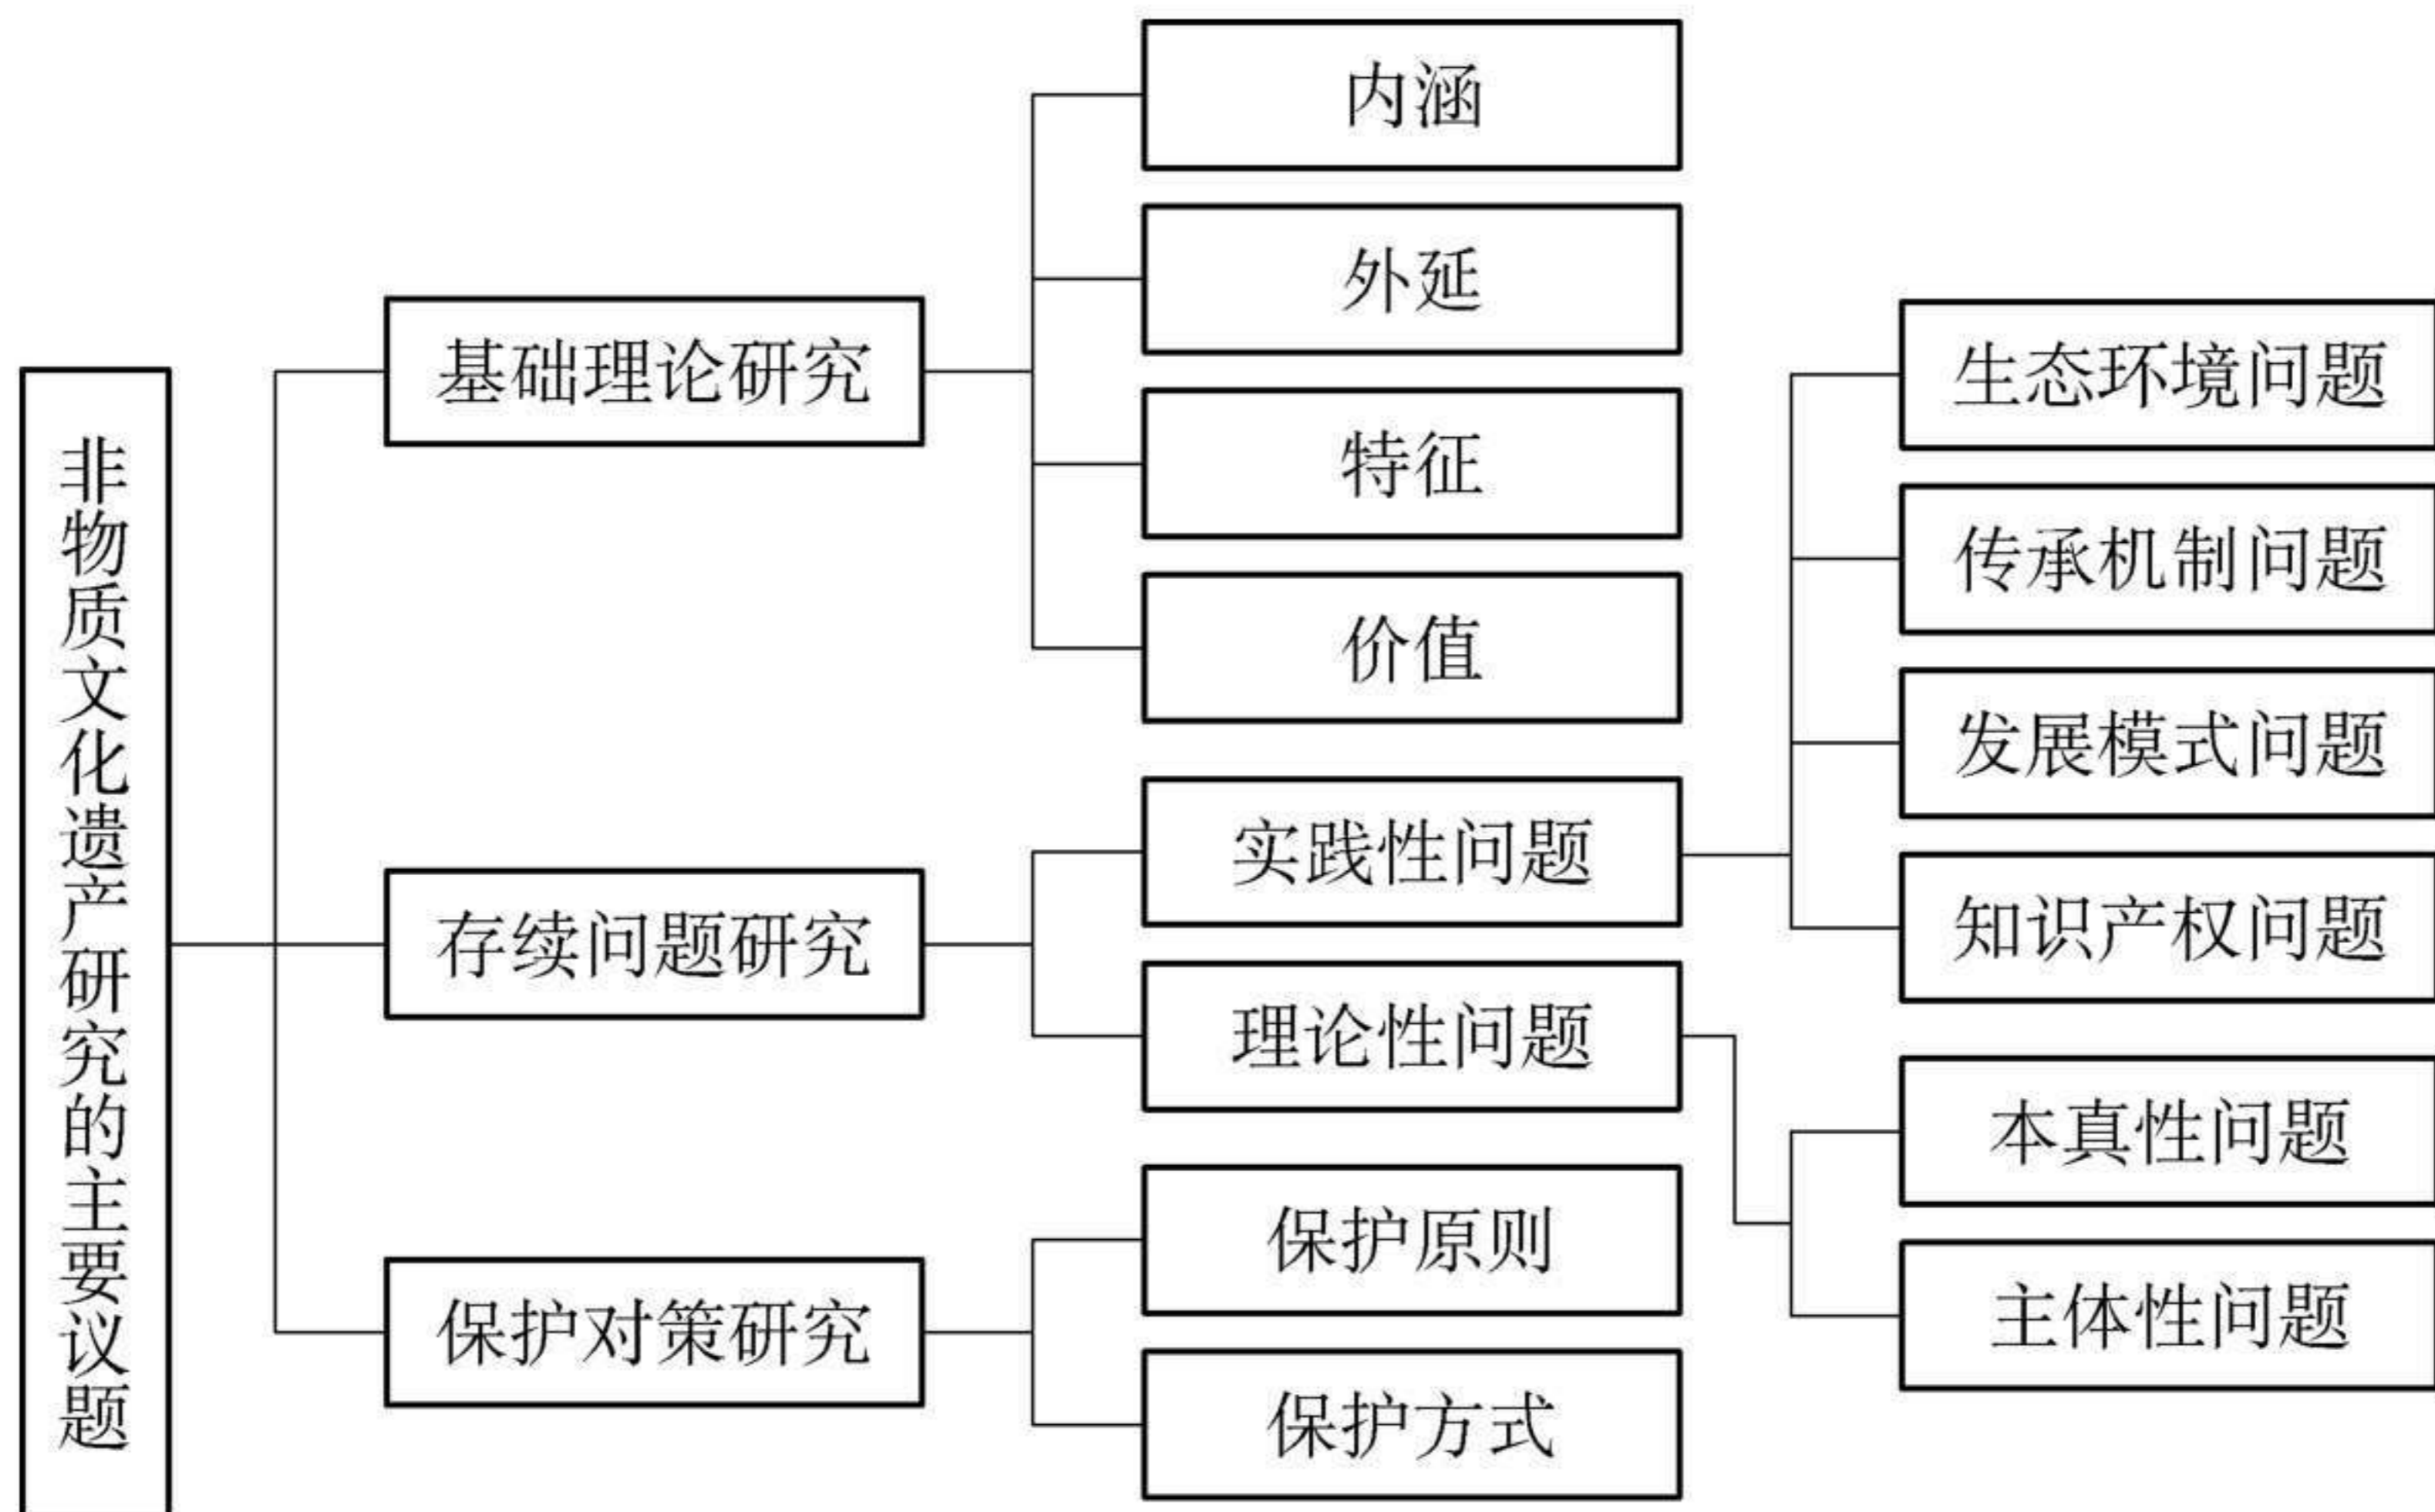 非物质文化遗产研究的主要议题
基础理论研究
内涵
外延
特征
价值
存续问题研究
实践性问题
生态环境问题
传承机制问题
发展模式问题
知识产权问题
理论性问题
本真性问题
主体性问题
保护对策研究
保护原则
保护方式